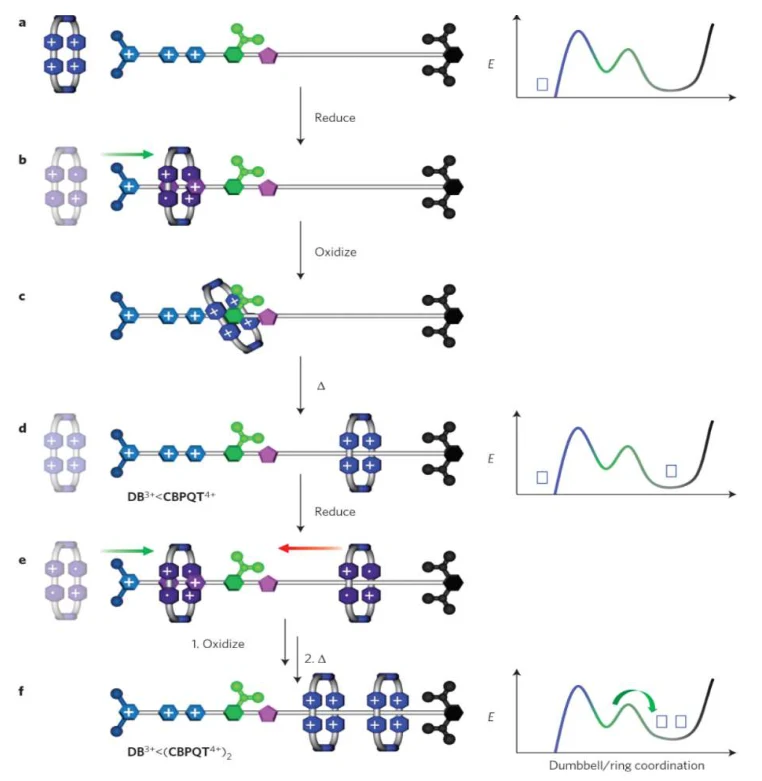 a
E
Reduce
b
Oxidize
c
Δ
d
E
DB³⁺<CBPQT⁴⁺
Reduce
e
1. Oxidize
2. Δ
f
E
DB³⁺<(CBPQT⁴⁺)₂
Dumbbell/ring coordination